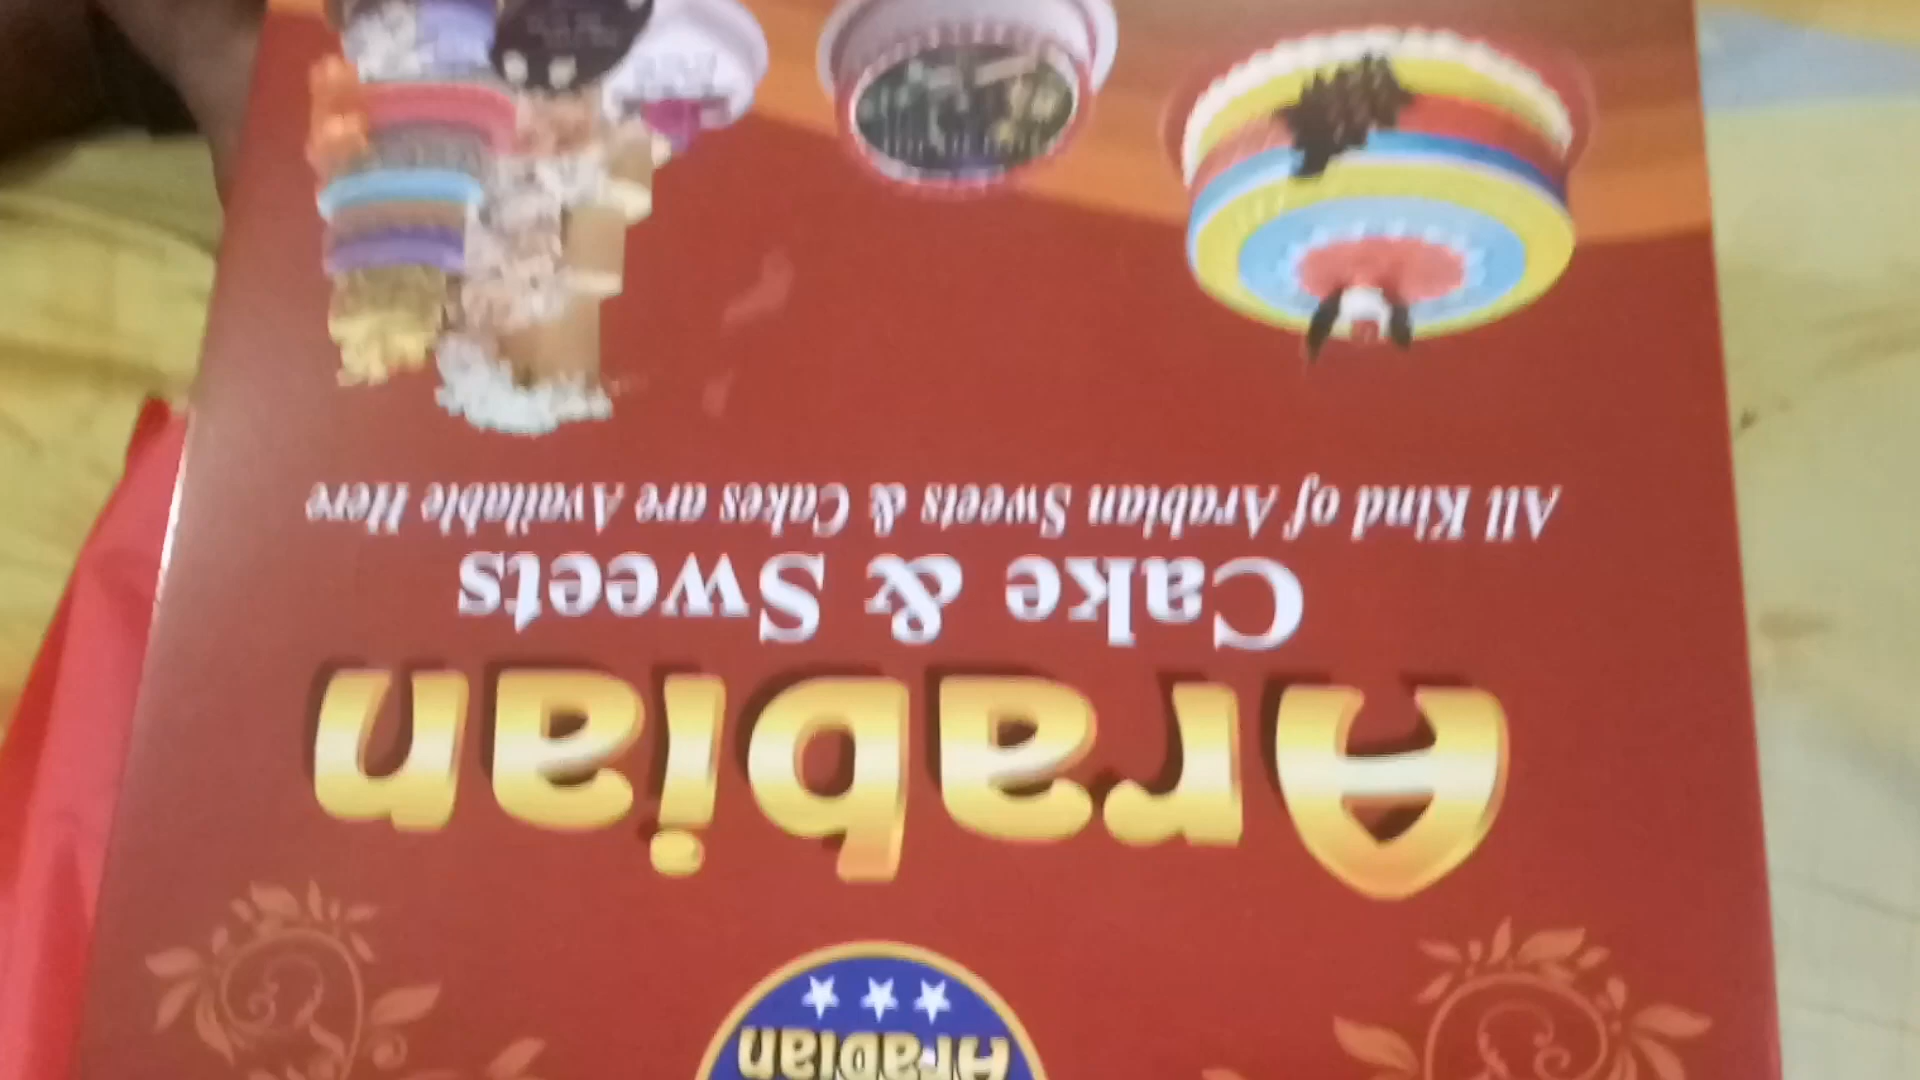 Arabian
Arabian
Cake & Sweets
All Kind of Arabian Sweets & Cakes are Available Here